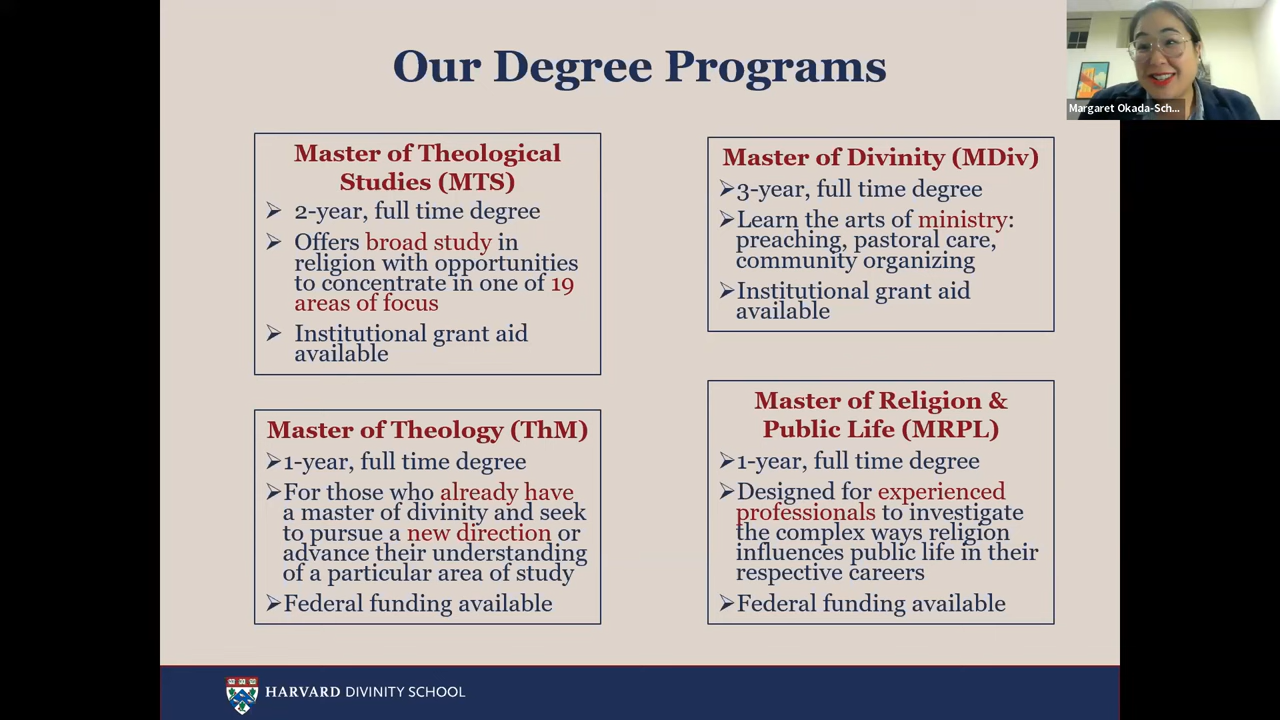 Our Degree Programs
Margaret Okada-Sch...
Master of Theological
Studies (MTS)
➢ 2-year, full time degree
➢ Offers broad study in
religion with opportunities
to concentrate in one of 19
areas of focus
➢ Institutional grant aid
available
Master of Divinity (MDiv)
➢3-year, full time degree
➢Learn the arts of ministry:
preaching, pastoral care,
community organizing
➢Institutional grant aid
available
Master of Theology (ThM)
➢1-year, full time degree
➢For those who already have
a master of divinity and seek
to pursue a new direction or
advance their understanding
of a particular area of study
➢Federal funding available
Master of Religion &
Public Life (MRPL)
➢1-year, full time degree
➢Designed for experienced
professionals to investigate
the complex ways religion
influences public life in their
respective careers
➢Federal funding available
HARVARD DIVINITY SCHOOL